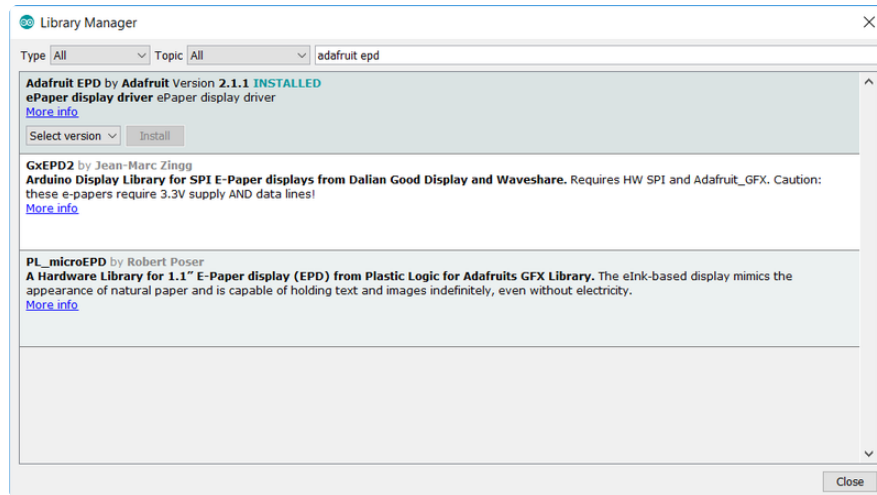 Library Manager
Type All Topic All adafruit epd
Adafruit EPD by Adafruit Version 2.1.1 INSTALLED
ePaper display driver ePaper display driver
More info
Select version Install
GxEPD2 by Jean-Marc Zingg
Arduino Display Library for SPI E-Paper displays from Dalian Good Display and Waveshare. Requires HW SPI and Adafruit_GFX. Caution:
these e-papers require 3.3V supply AND data lines!
More info
PL_microEPD by Robert Poser
A Hardware Library for 1.1” E-Paper display (EPD) from Plastic Logic for Adafruits GFX Library. The eInk-based display mimics the
appearance of natural paper and is capable of holding text and images indefinitely, even without electricity.
More info
Close